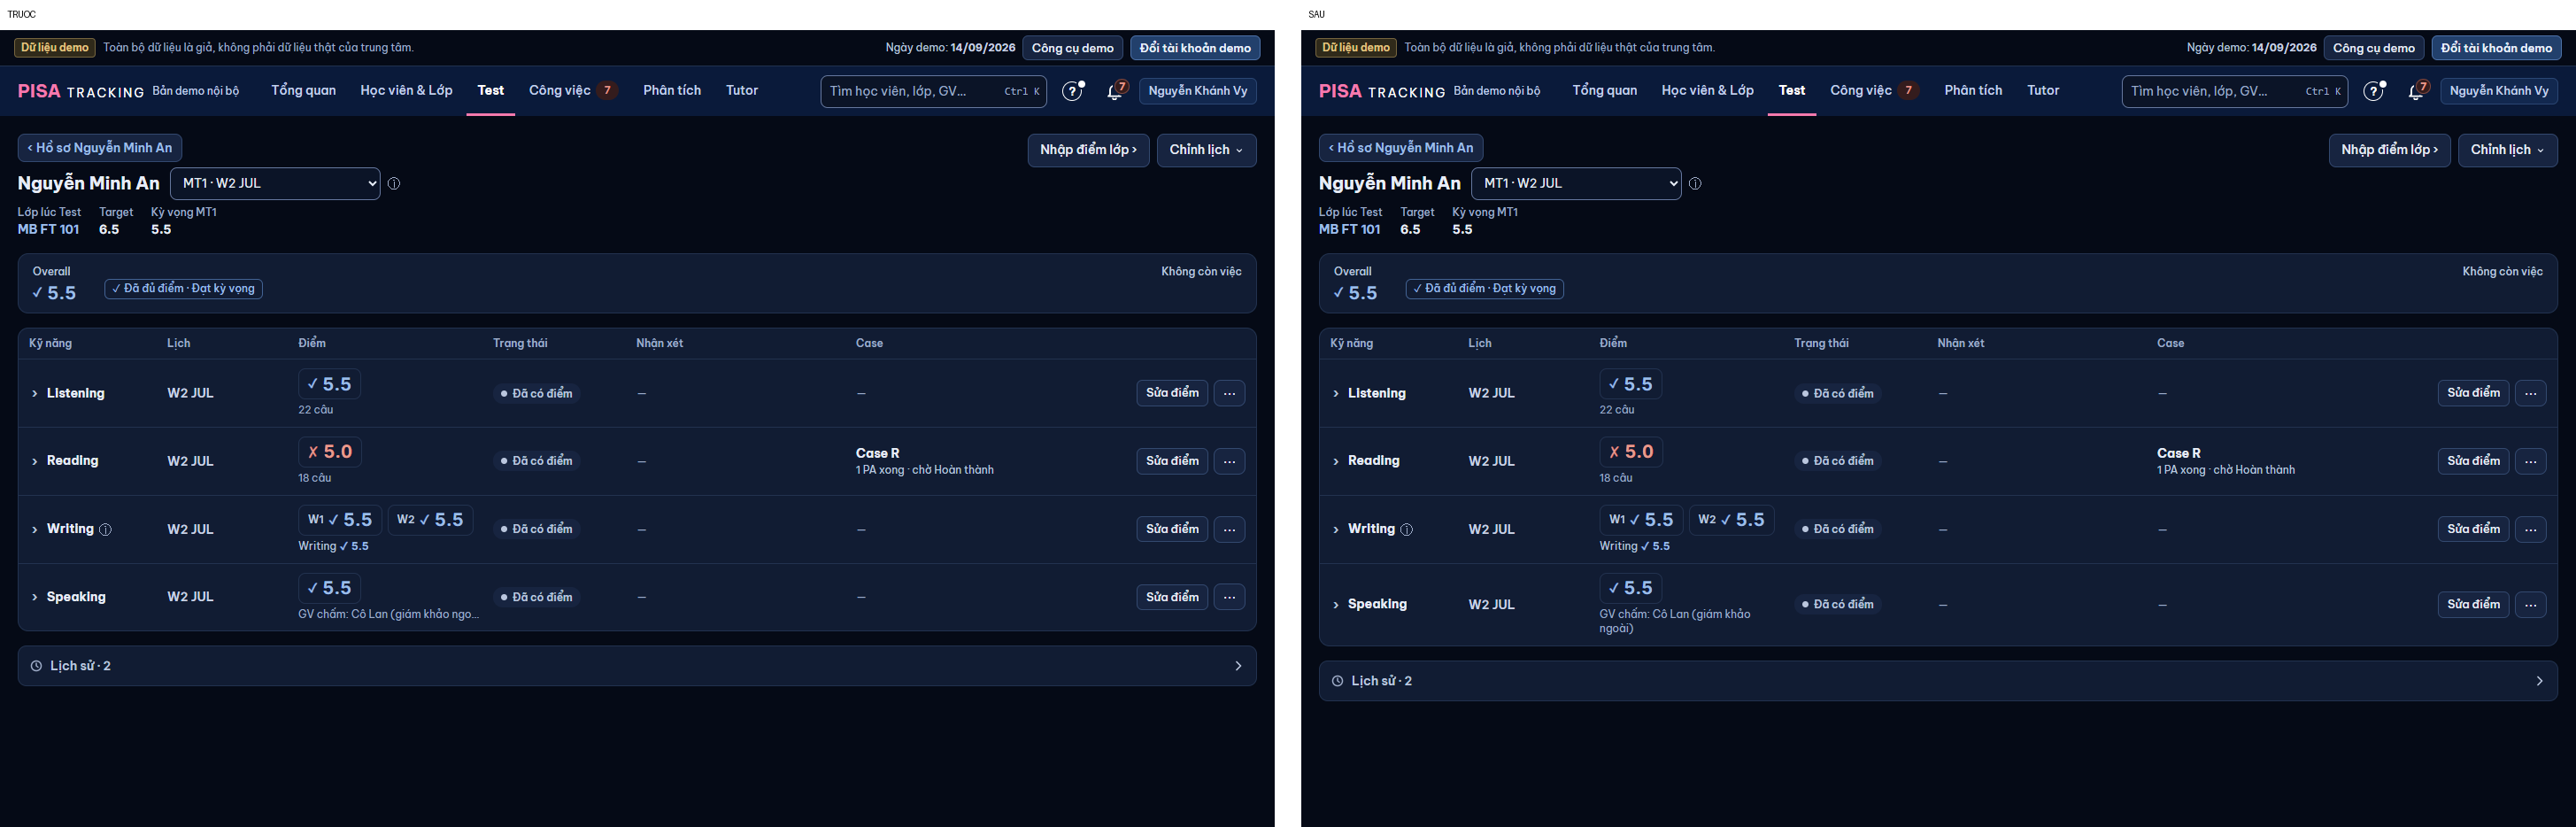 TRUOC
Dữ liệu demo Toàn bộ dữ liệu là giả, không phải dữ liệu thật của trung tâm. Ngày demo: 14/09/2026 Công cụ demo Đổi tài khoản demo
PISA TRACKING Bản demo nội bộ Tổng quan Học viên & Lớp Test Công việc 7 Phân tích Tutor Tìm học viên, lớp, GV... Ctrl K ? 7 Nguyễn Khánh Vy
‹ Hồ sơ Nguyễn Minh An Nhập điểm lớp › Chỉnh lịch
Nguyễn Minh An MT1 · W2 JUL
Lớp lúc Test Target Kỳ vọng MT1
MB FT 101 6.5 5.5
Overall Không còn việc
✓ 5.5 ✓ Đã đủ điểm · Đạt kỳ vọng
Kỹ năng Lịch Điểm Trạng thái Nhận xét Case
› Listening W2 JUL ✓ 5.5 Đã có điểm — — Sửa điểm ...
22 câu
› Reading W2 JUL ✗ 5.0 Đã có điểm — Case R Sửa điểm ...
18 câu 1 PA xong · chờ Hoàn thành
› Writing W2 JUL W1 ✓ 5.5 W2 ✓ 5.5 Đã có điểm — — Sửa điểm ...
Writing ✓ 5.5
› Speaking W2 JUL ✓ 5.5 Đã có điểm — — Sửa điểm ...
GV chấm: Cô Lan (giám khảo ngo...
Lịch sử · 2
SAU
Dữ liệu demo Toàn bộ dữ liệu là giả, không phải dữ liệu thật của trung tâm. Ngày demo: 14/09/2026 Công cụ demo Đổi tài khoản demo
PISA TRACKING Bản demo nội bộ Tổng quan Học viên & Lớp Test Công việc 7 Phân tích Tutor Tìm học viên, lớp, GV... Ctrl K ? 7 Nguyễn Khánh Vy
‹ Hồ sơ Nguyễn Minh An Nhập điểm lớp › Chỉnh lịch
Nguyễn Minh An MT1 · W2 JUL
Lớp lúc Test Target Kỳ vọng MT1
MB FT 101 6.5 5.5
Overall Không còn việc
✓ 5.5 ✓ Đã đủ điểm · Đạt kỳ vọng
Kỹ năng Lịch Điểm Trạng thái Nhận xét Case
› Listening W2 JUL ✓ 5.5 Đã có điểm — — Sửa điểm ...
22 câu
› Reading W2 JUL ✗ 5.0 Đã có điểm — Case R Sửa điểm ...
18 câu 1 PA xong · chờ Hoàn thành
› Writing W2 JUL W1 ✓ 5.5 W2 ✓ 5.5 Đã có điểm — — Sửa điểm ...
Writing ✓ 5.5
› Speaking W2 JUL ✓ 5.5 Đã có điểm — — Sửa điểm ...
GV chấm: Cô Lan (giám khảo
ngoài)
Lịch sử · 2